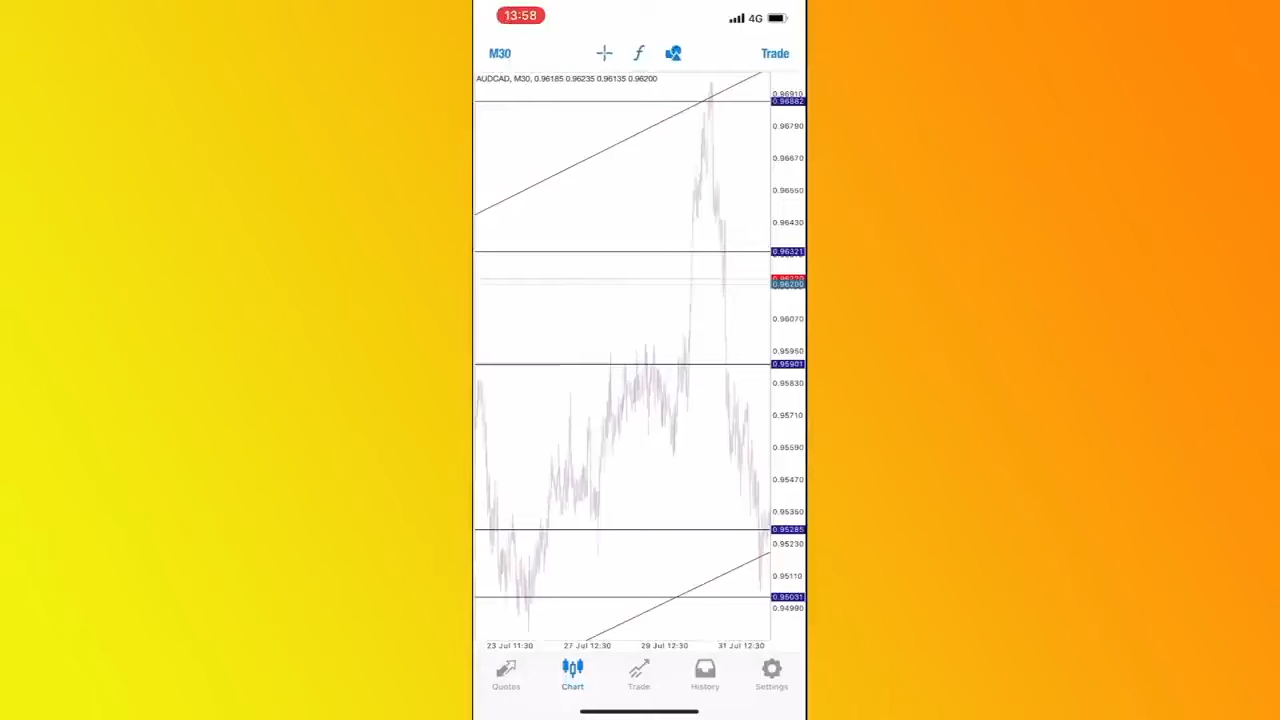 13:58
4G
M30
Trade
AUDCAD, M30, 0.96185 0.96235 0.96135 0.96200
0.96910
0.96882
0.96790
0.96670
0.96550
0.96430
0.96321
0.96200
0.96070
0.95950
0.95901
0.95830
0.95710
0.95590
0.95470
0.95350
0.95285
0.95230
0.95110
0.95031
0.94990
23 Jul 11:30
27 Jul 12:30
29 Jul 12:30
31 Jul 12:30
Quotes
Chart
Trade
History
Settings